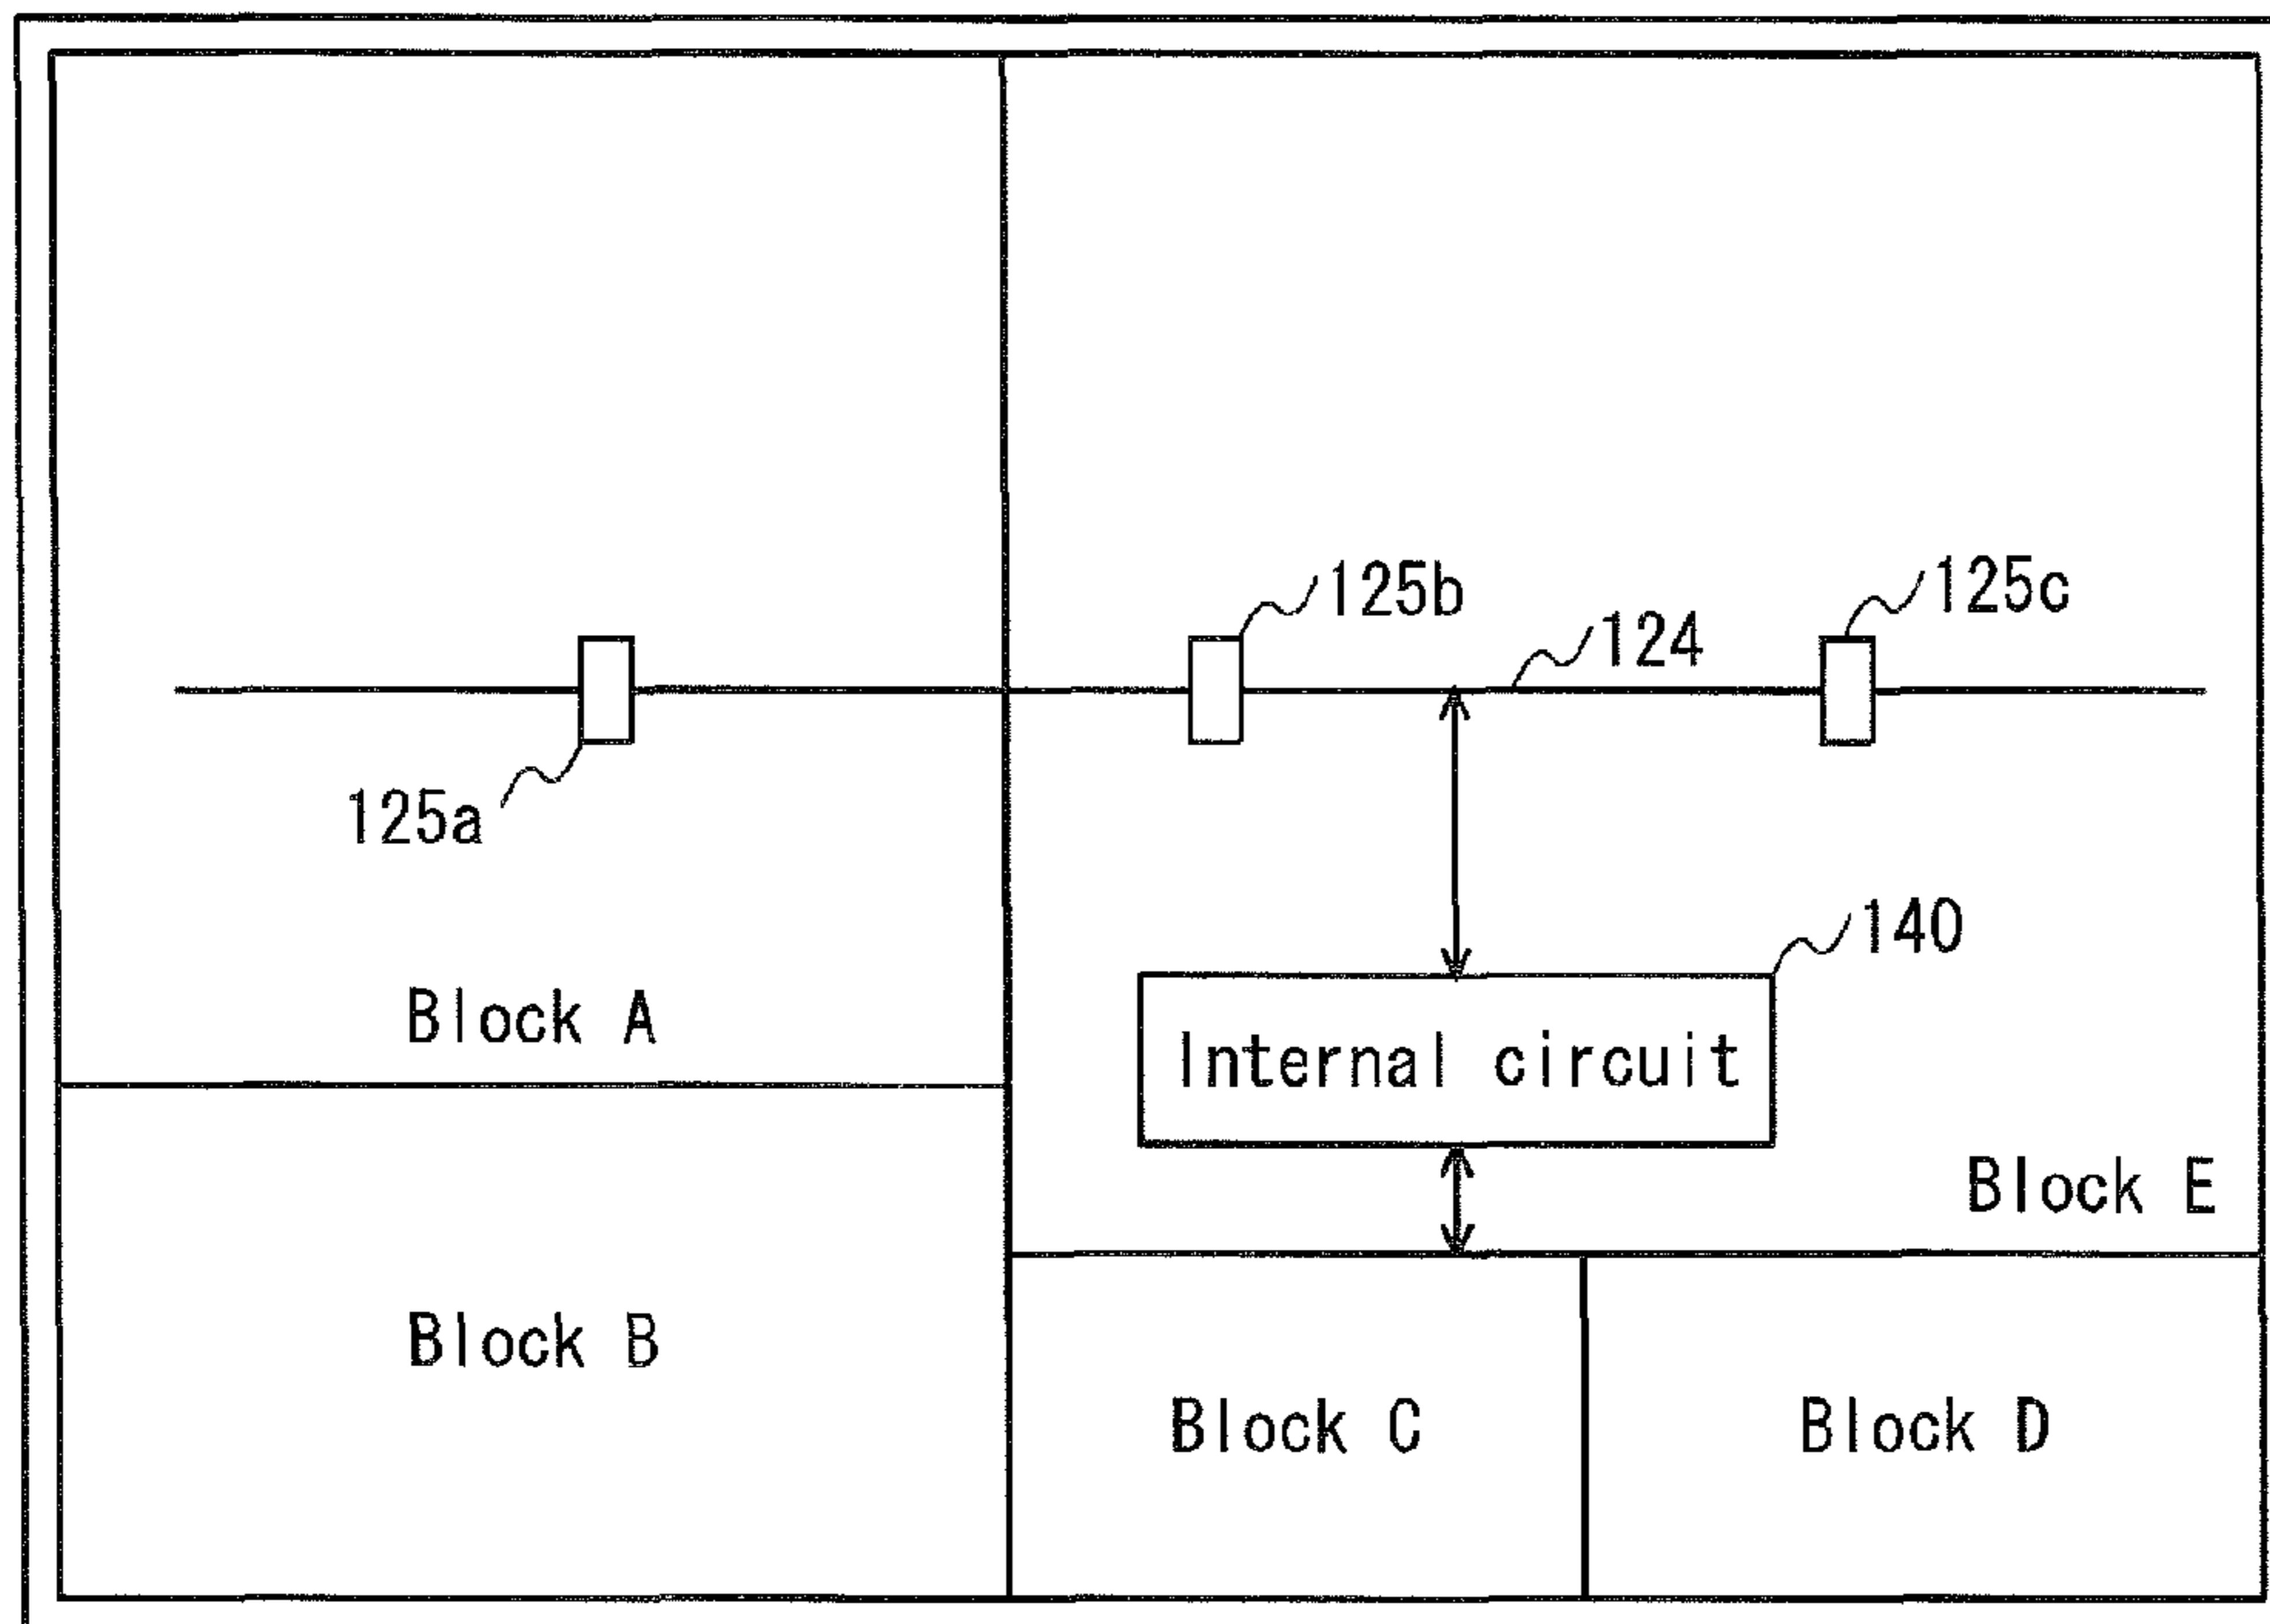 125b
125c
124
125a
140
Block A
Internal circuit
Block E
Block B
Block C
Block D